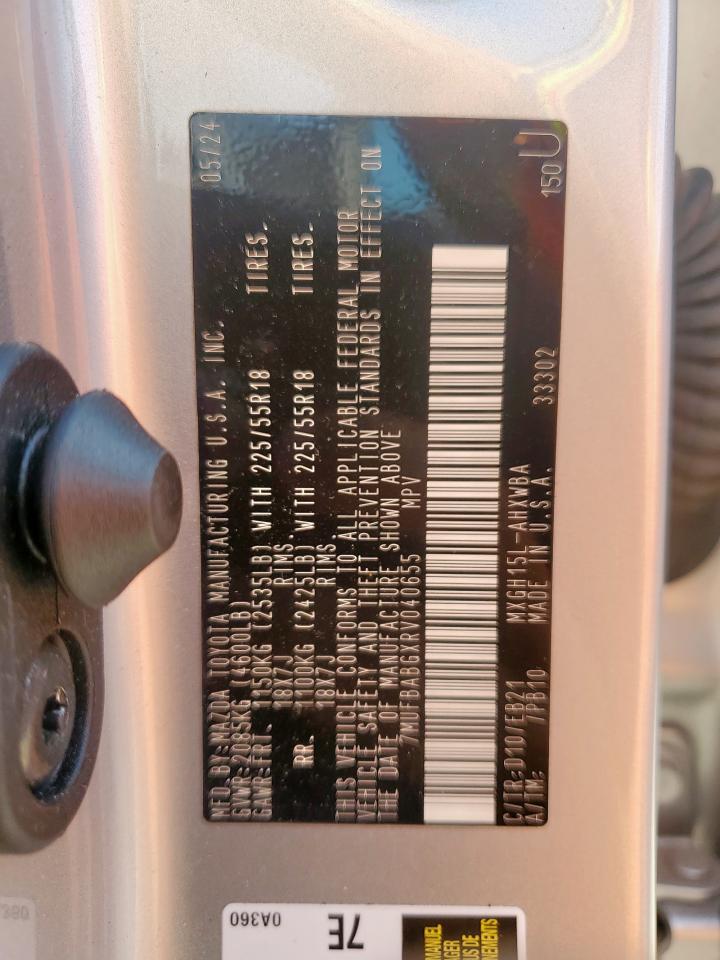 MFD.BY:MAZDA TOYOTA MANUFACTURING U.S.A. INC. 05/24
GVWR:2085KG (4600LB)
GAWR:FRT. 1150KG (2535LB) WITH 225/55R18 TIRES,
18X7J RIMS
RR. 1100KG (2425LB) WITH 225/55R18 TIRES,
18X7J RIMS
THIS VEHICLE CONFORMS TO ALL APPLICABLE FEDERAL MOTOR
VEHICLE SAFETY AND THEFT PREVENTION STANDARDS IN EFFECT ON
THE DATE OF MANUFACTURE SHOWN ABOVE
7MUFBABGXRV040655 MPV
C/TR:D10/EB21 MXGH15L-AHXWBA 33302
A/TM: /PB10 MADE IN U.S.A. 150U
0A360
7E
MANUEL